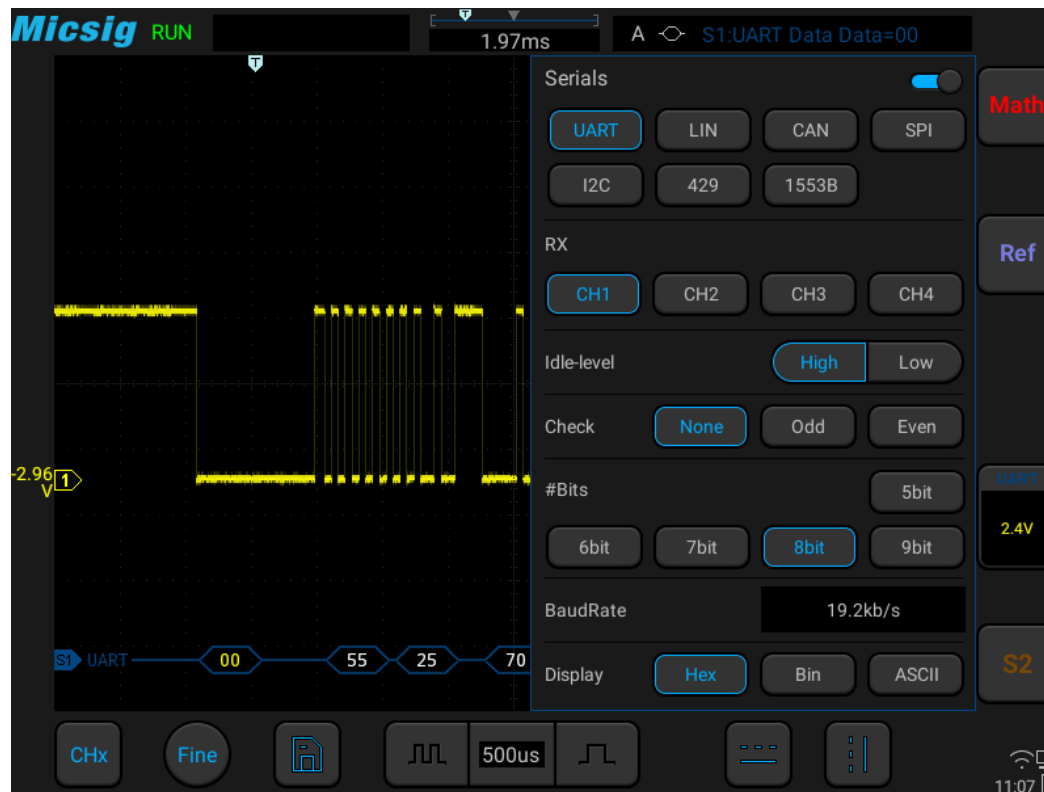 Micsig RUN
T
1.97ms
A S1:UART Data Data=00
T
Serials
Math
UART LIN CAN SPI
I2C 429 1553B
RX
Ref
CH1 CH2 CH3 CH4
Idle-level High Low
Check None Odd Even
-2.96
V 1
#Bits 5bit
UART
2.4V
6bit 7bit 8bit 9bit
BaudRate 19.2kb/s
S1 UART 00 55 25 70
Display Hex Bin ASCII
S2
CHx Fine 500us
11:07